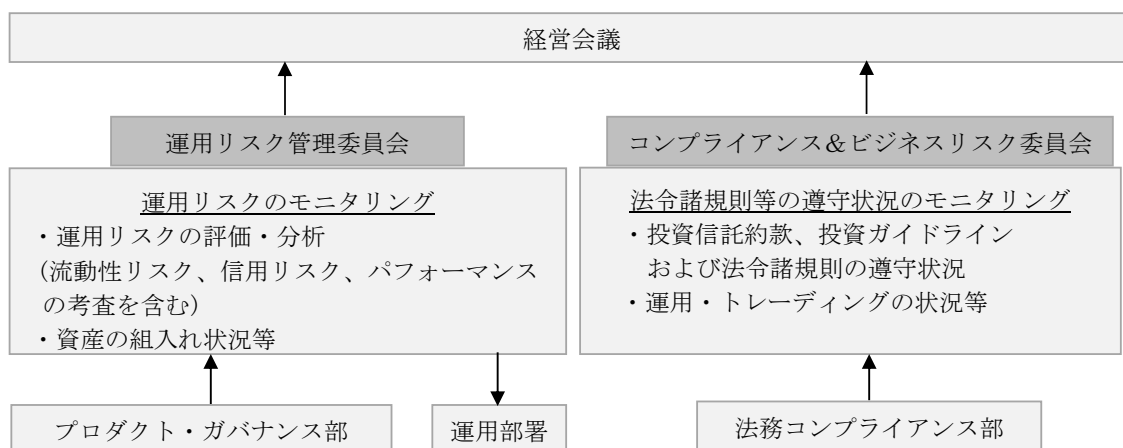 経営会議
運用リスク管理委員会
運用リスクのモニタリング
・運用リスクの評価・分析
(流動性リスク、信用リスク、パフォーマンス
の考査を含む)
・資産の組入れ状況等
プロダクト・ガバナンス部
運用部署
コンプライアンス＆ビジネスリスク委員会
法令諸規則等の遵守状況のモニタリング
・投資信託約款、投資ガイドライン
および法令諸規則の遵守状況
・運用・トレーディングの状況等
法務コンプライアンス部